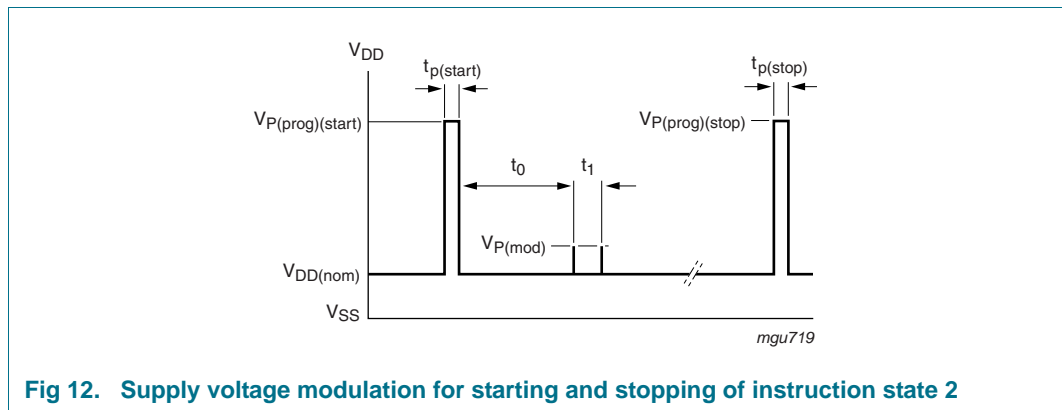 VDD
tp(start)
tp(stop)
VP(prog)(start)
VP(prog)(stop)
t0
t1
VP(mod)
VDD(nom)
VSS
mgu719
Fig 12. Supply voltage modulation for starting and stopping of instruction state 2